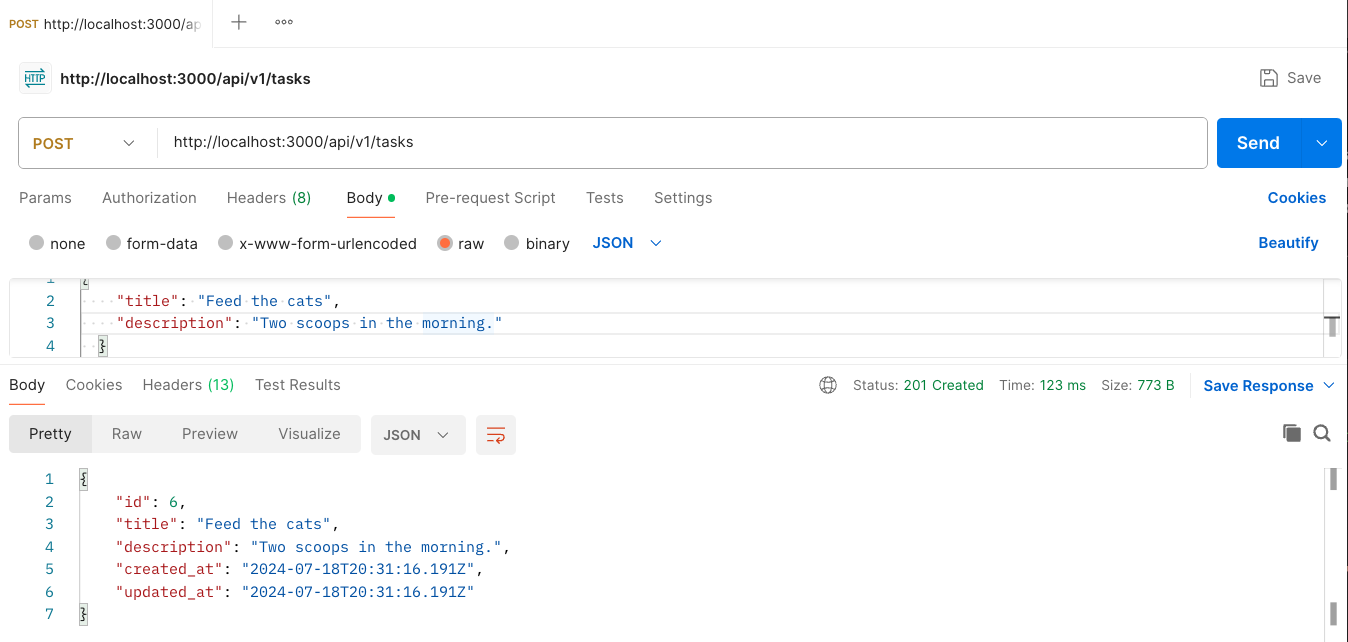 POST http://localhost:3000/ap
HTTP http://localhost:3000/api/v1/tasks Save
POST http://localhost:3000/api/v1/tasks Send
Params Authorization Headers (8) Body Pre-request Script Tests Settings Cookies
none form-data x-www-form-urlencoded raw binary JSON Beautify
1 {
2 "title": "Feed the cats",
3 "description": "Two scoops in the morning."
4 }
Body Cookies Headers (13) Test Results Status: 201 Created Time: 123 ms Size: 773 B Save Response
Pretty Raw Preview Visualize JSON
1 {
2 "id": 6,
3 "title": "Feed the cats",
4 "description": "Two scoops in the morning.",
5 "created_at": "2024-07-18T20:31:16.191Z",
6 "updated_at": "2024-07-18T20:31:16.191Z"
7 }